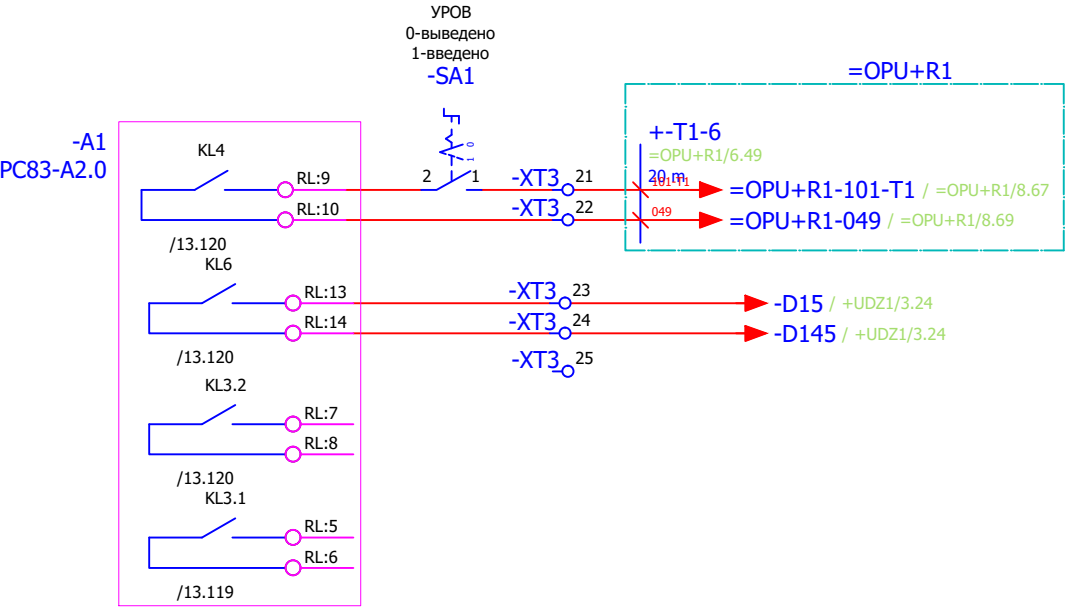 УРОВ
0-выведено
1-введено
-SA1
=OPU+R1
-A1
РС83-А2.0
KL4
1 0
+-T1-6
=OPU+R1/6.49
20 m
RL:9
2
1
-XT3
21
101-T1
=OPU+R1-101-T1 / =OPU+R1/8.67
RL:10
-XT3
22
049
=OPU+R1-049 / =OPU+R1/8.69
/13.120
KL6
RL:13
-XT3
23
-D15 / +UDZ1/3.24
RL:14
-XT3
24
-D145 / +UDZ1/3.24
/13.120
-XT3
25
KL3.2
RL:7
RL:8
/13.120
KL3.1
RL:5
RL:6
/13.119